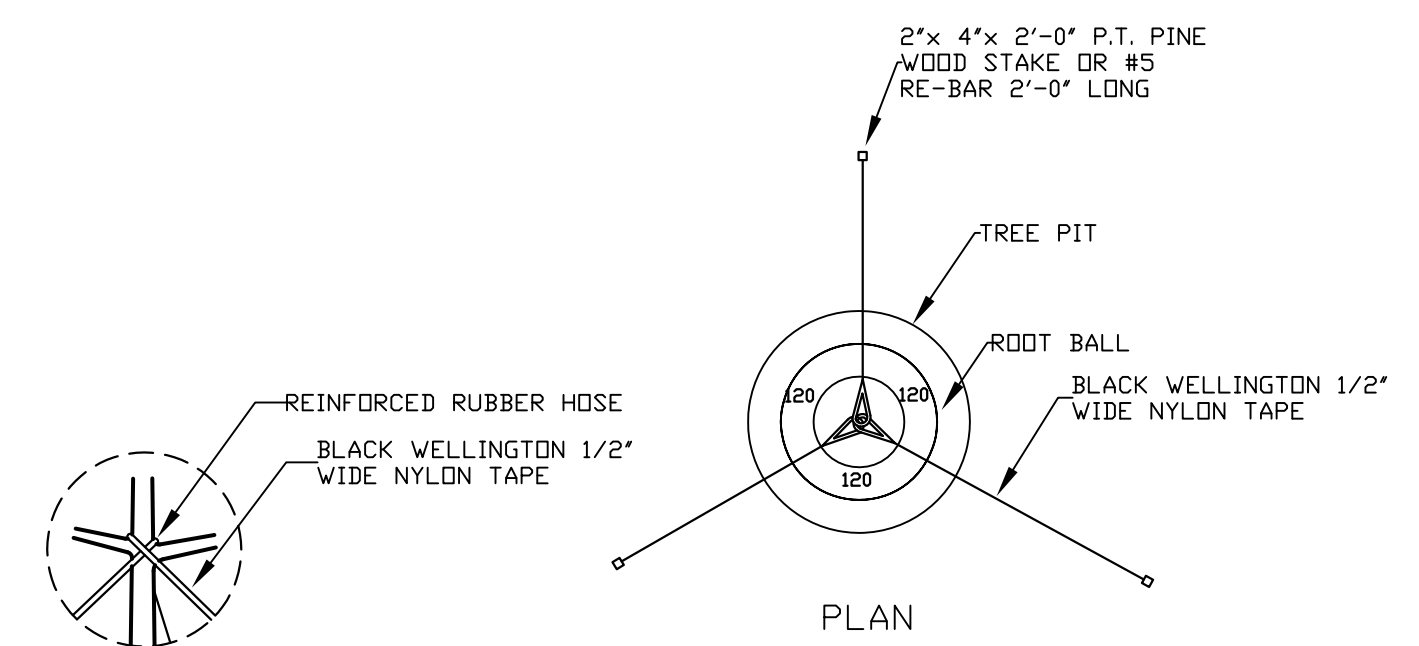 2"x 4"x 2'-0" P.T. PINE
WOOD STAKE OR #5
RE-BAR 2'-0" LONG
TREE PIT
ROOT BALL
120
120
120
BLACK WELLINGTON 1/2"
WIDE NYLON TAPE
REINFORCED RUBBER HOSE
BLACK WELLINGTON 1/2"
WIDE NYLON TAPE
PLAN